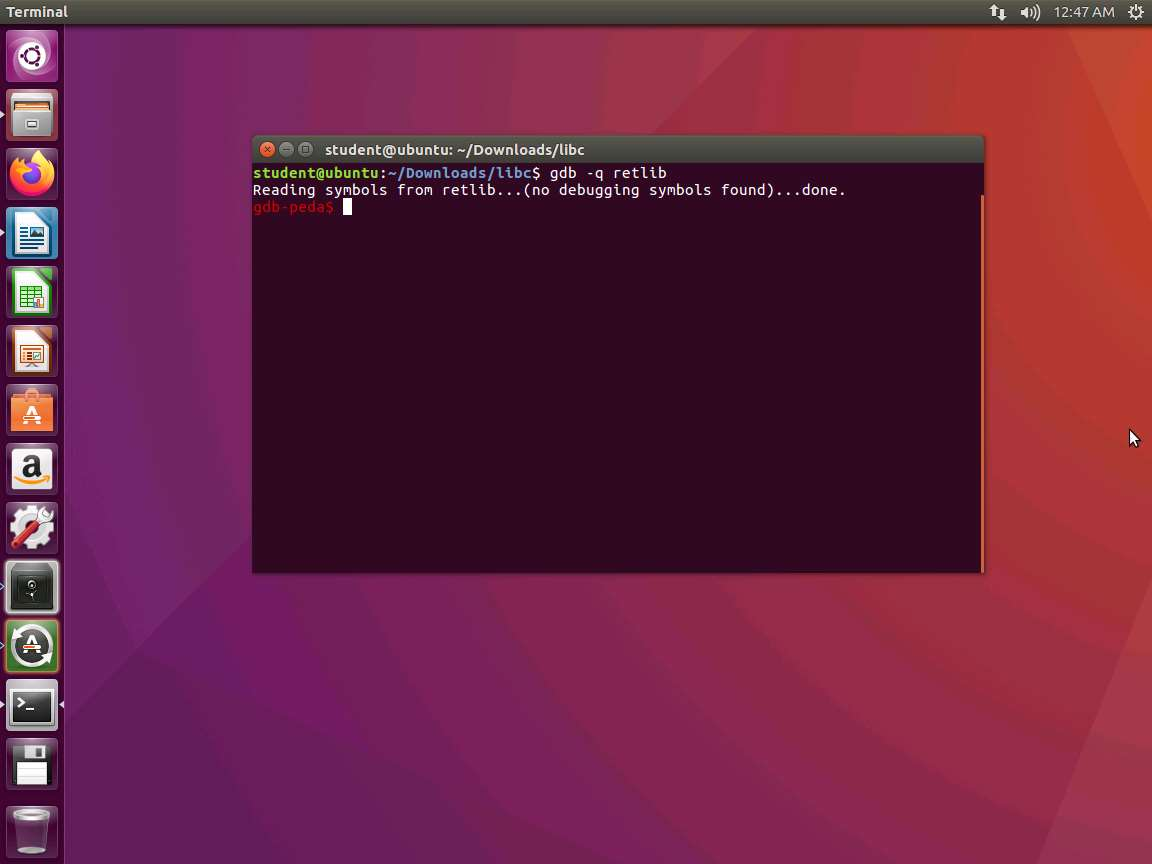 Terminal
12:47 AM
student@ubuntu: ~/Downloads/libc
student@ubuntu:~/Downloads/libc$ gdb -q retlib
Reading symbols from retlib...(no debugging symbols found)...done.
gdb-peda$